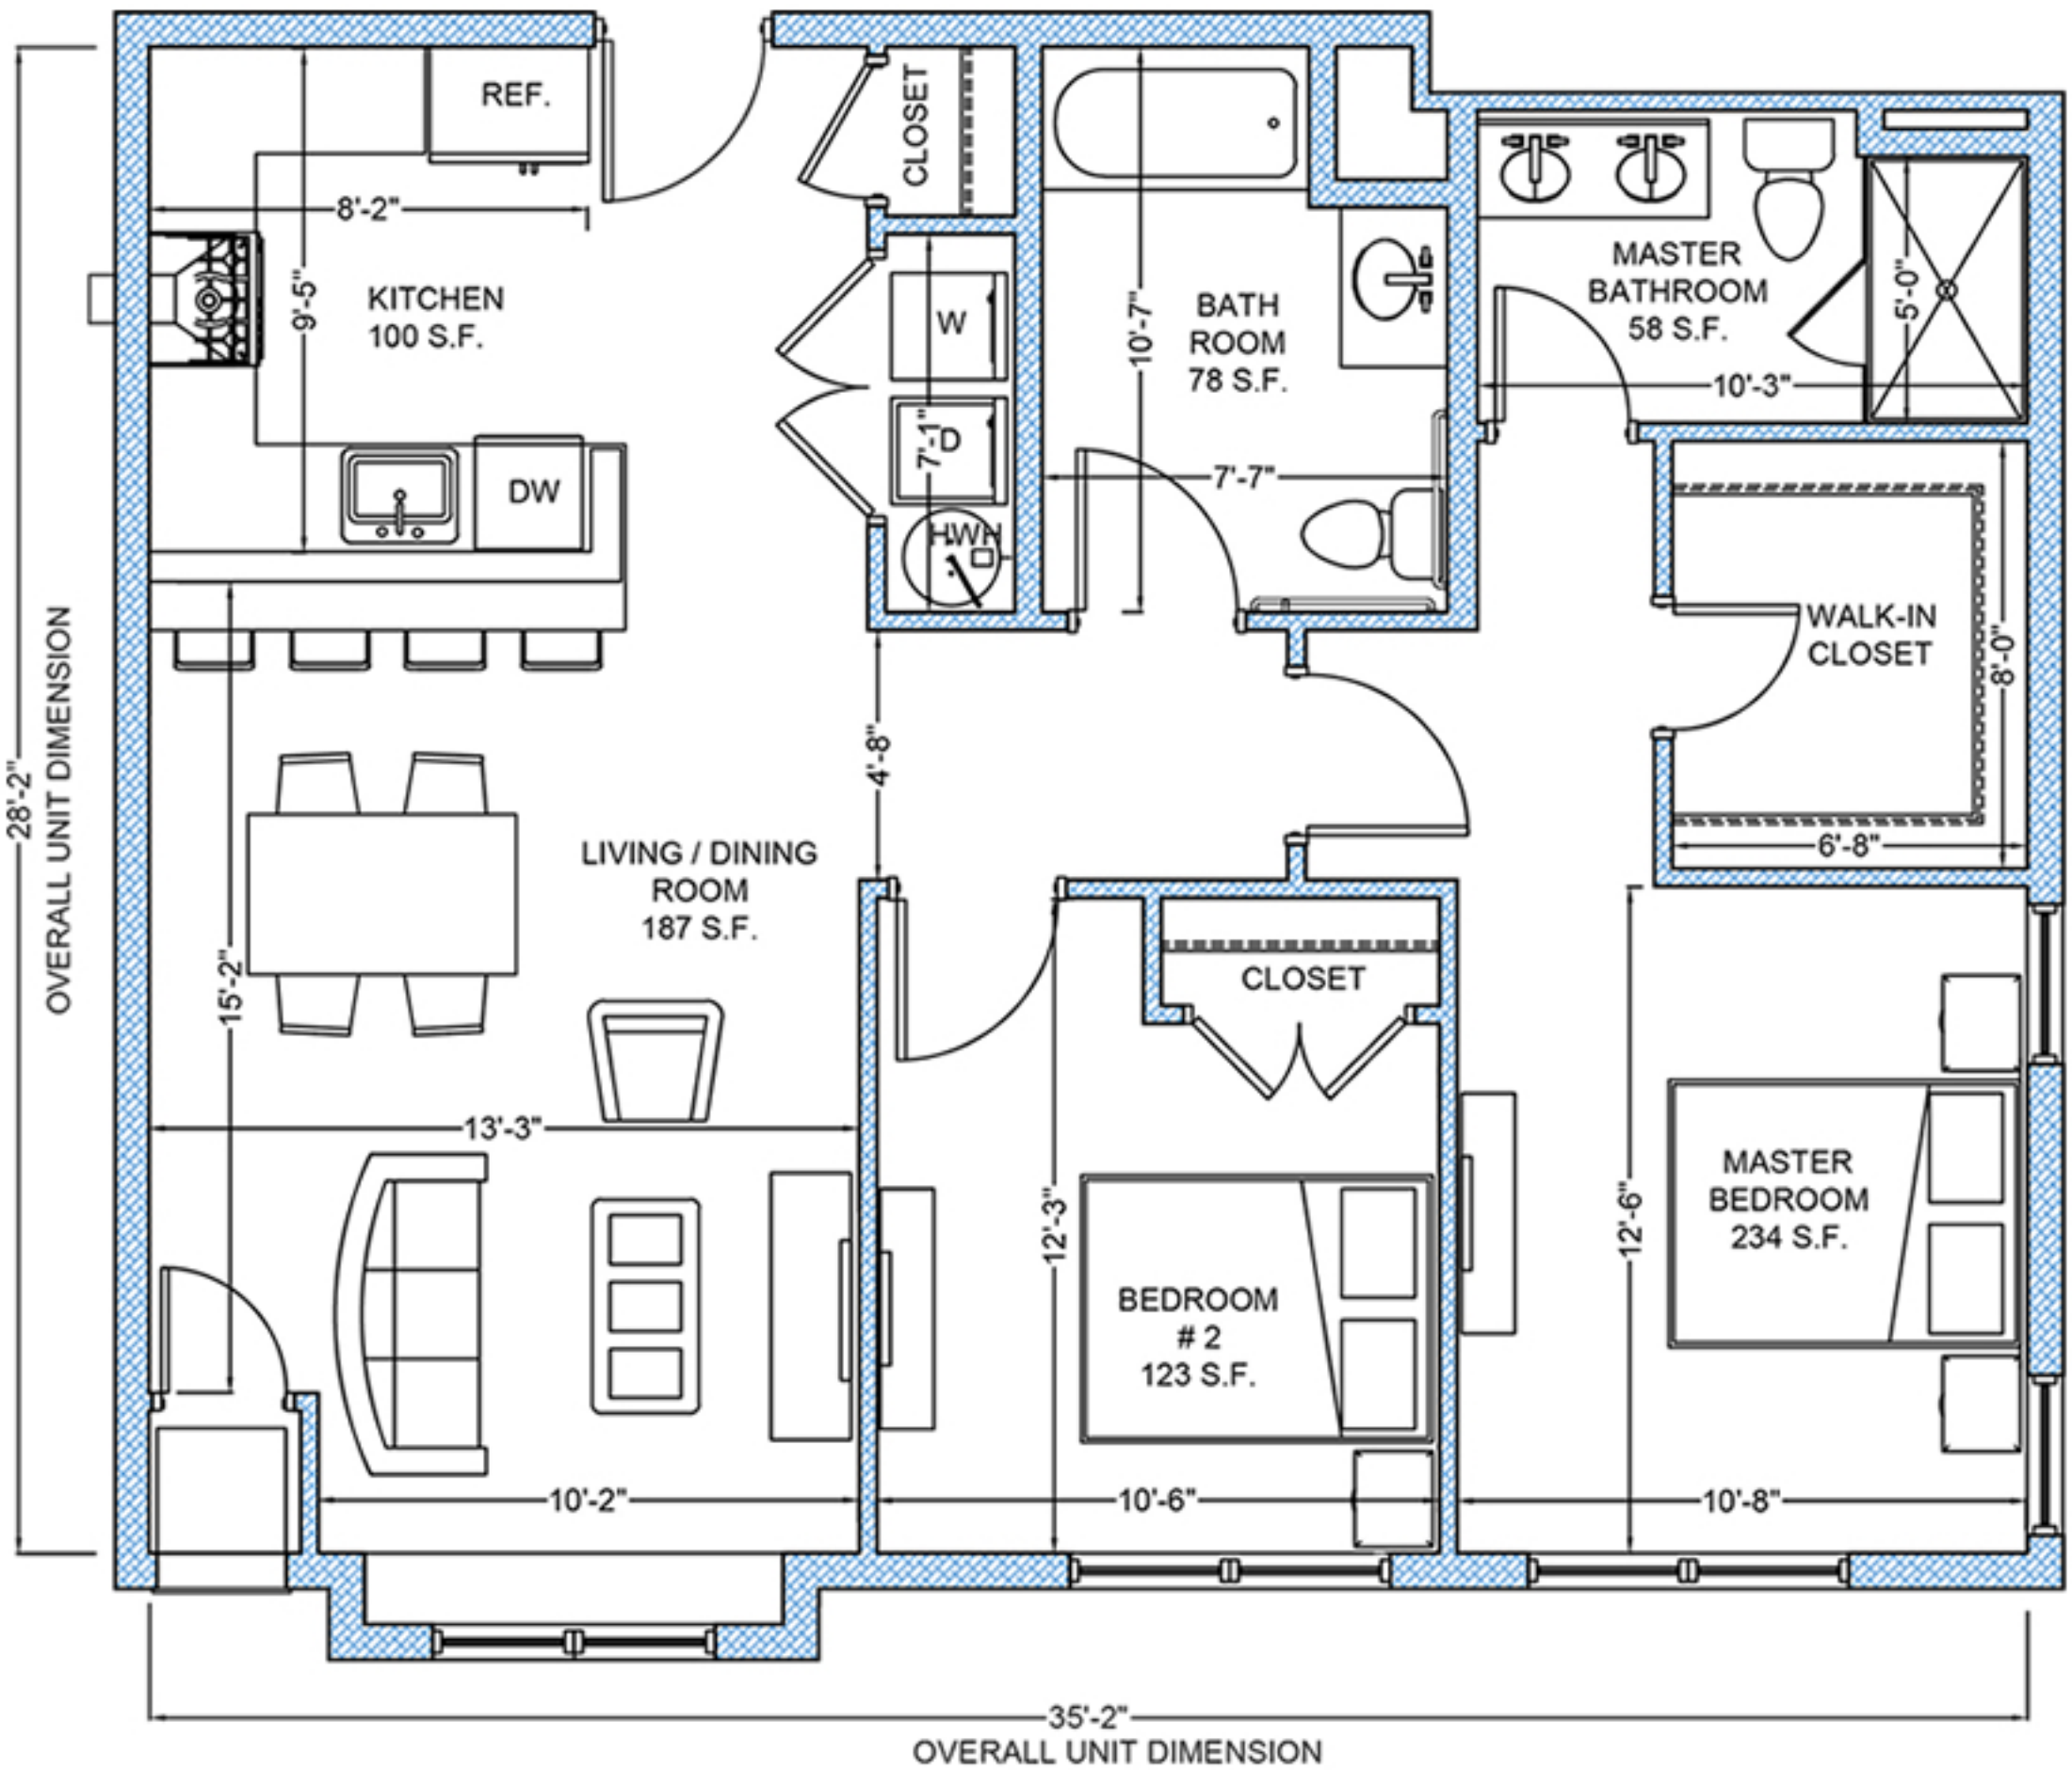 REF.
CLOSET
8'-2"
9'-5"
KITCHEN
100 S.F.
W
7'-1"
D
HWH
DW
10'-7"
BATH
ROOM
78 S.F.
7'-7"
MASTER
BATHROOM
58 S.F.
5'-0"
10'-3"
WALK-IN
CLOSET
8'-0"
6'-8"
28'-2"
OVERALL UNIT DIMENSION
4'-8"
LIVING / DINING
ROOM
187 S.F.
15'-2"
13'-3"
10'-2"
CLOSET
12'-3"
BEDROOM
# 2
123 S.F.
10'-6"
12'-6"
MASTER
BEDROOM
234 S.F.
10'-8"
35'-2"
OVERALL UNIT DIMENSION